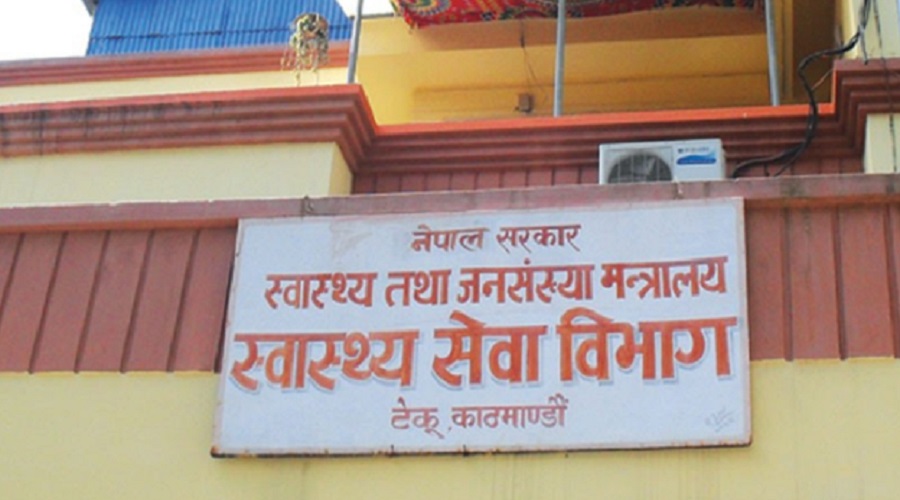 नेपाल सरकार
स्वास्थ्य तथा जनसंख्या मन्त्रालय
स्वास्थ्य सेवा विभाग
टेकू, काठमाण्डौं